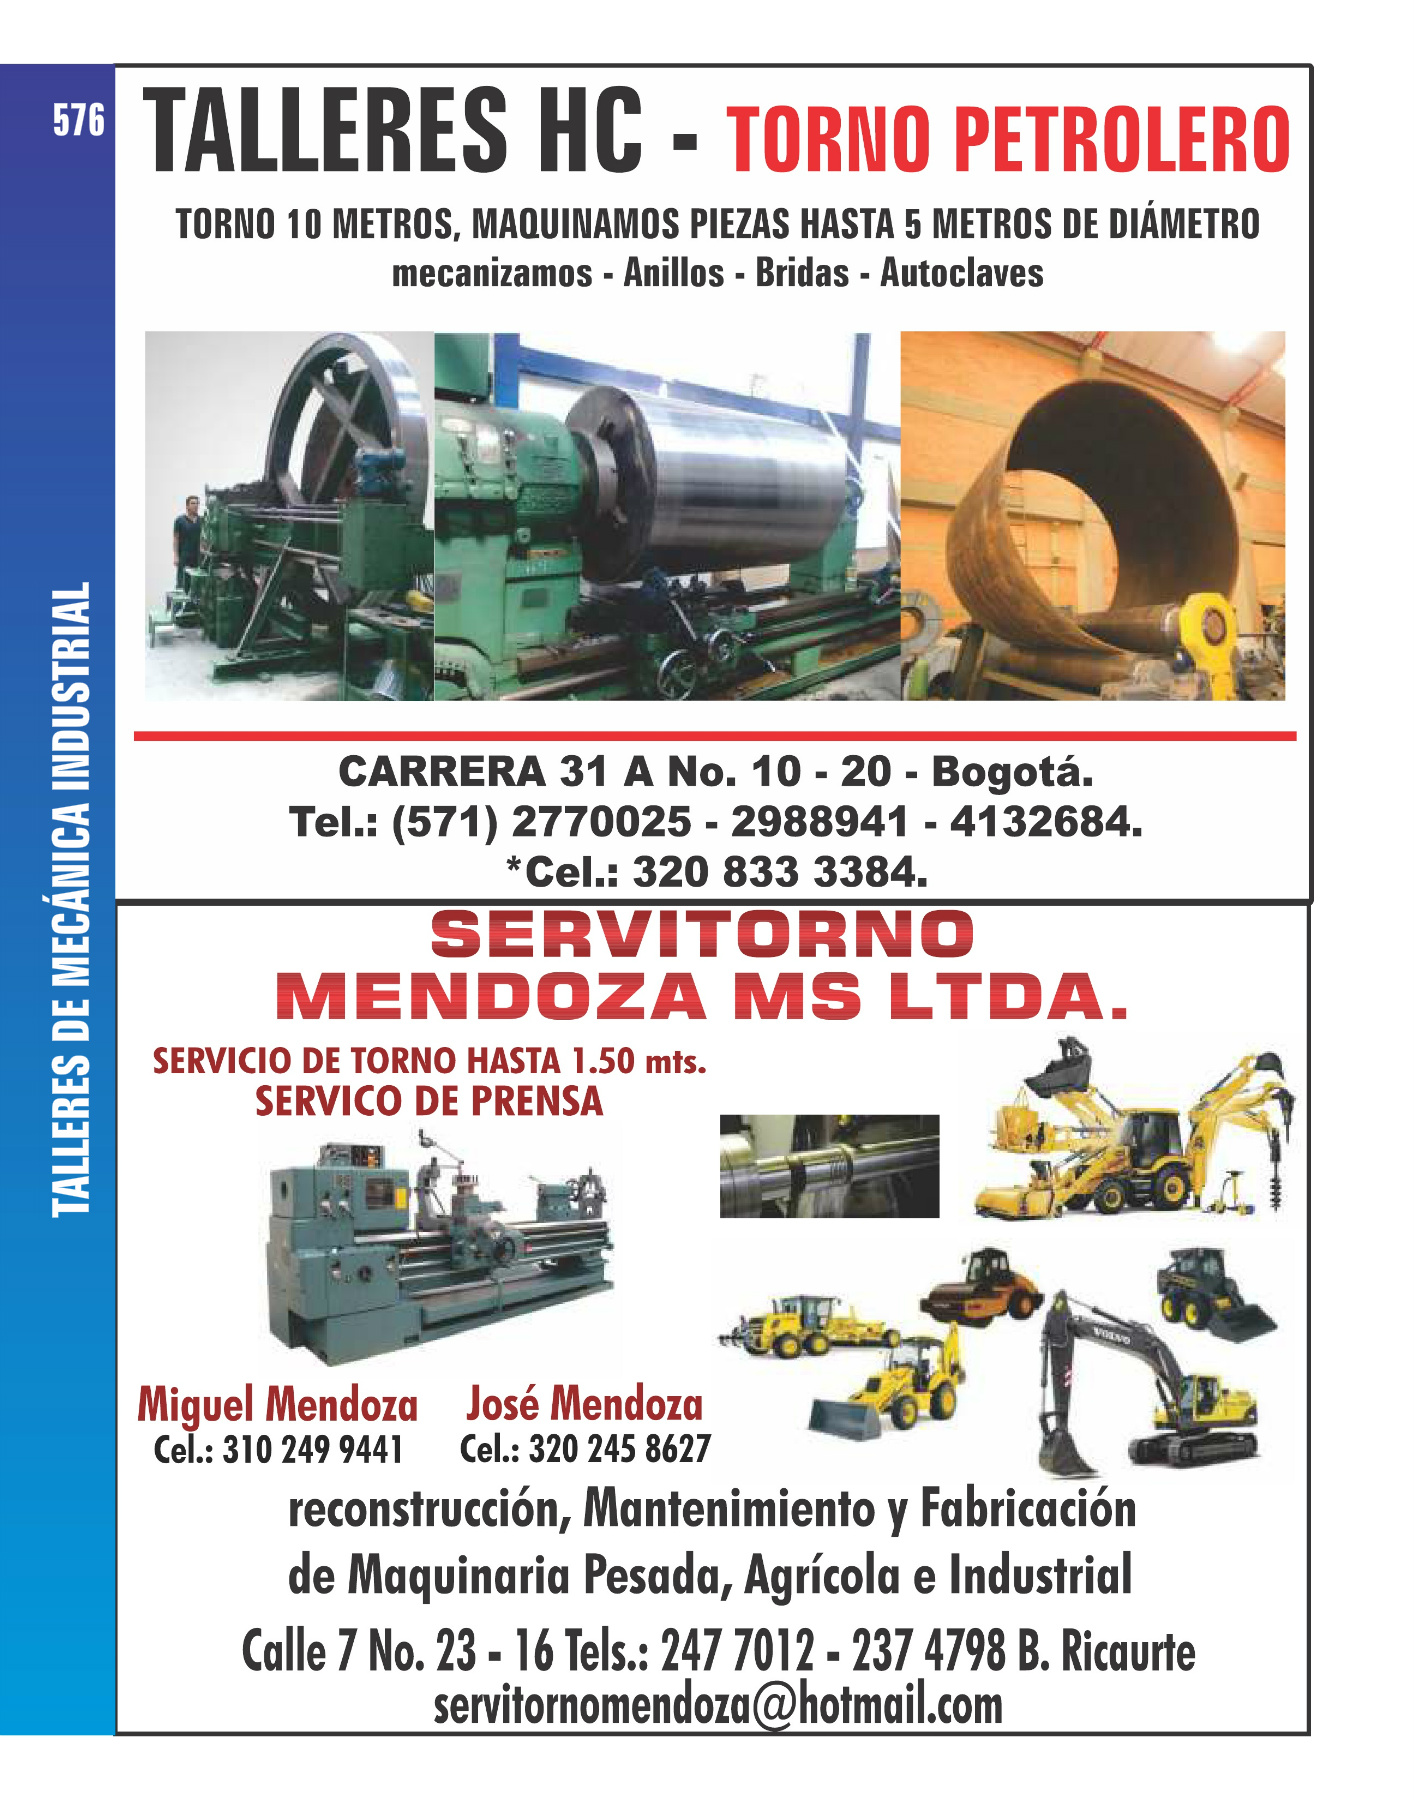 576
TALLERES DE MECÁNICA INDUSTRIAL
TALLERES HC - TORNO PETROLERO
TORNO 10 METROS, MAQUINAMOS PIEZAS HASTA 5 METROS DE DIÁMETRO
mecanizamos - Anillos - Bridas - Autoclaves
CARRERA 31 A No. 10 - 20 - Bogotá.
Tel.: (571) 2770025 - 2988941 - 4132684.
*Cel.: 320 833 3384.
SERVITORNO
MENDOZA MS LTDA.
SERVICIO DE TORNO HASTA 1.50 mts.
SERVICO DE PRENSA
VOLVO
Miguel Mendoza
Cel.: 310 249 9441
José Mendoza
Cel.: 320 245 8627
reconstrucción, Mantenimiento y Fabricación
de Maquinaria Pesada, Agrícola e Industrial
Calle 7 No. 23 - 16 Tels.: 247 7012 - 237 4798 B. Ricaurte
servitornomendoza@hotmail.com